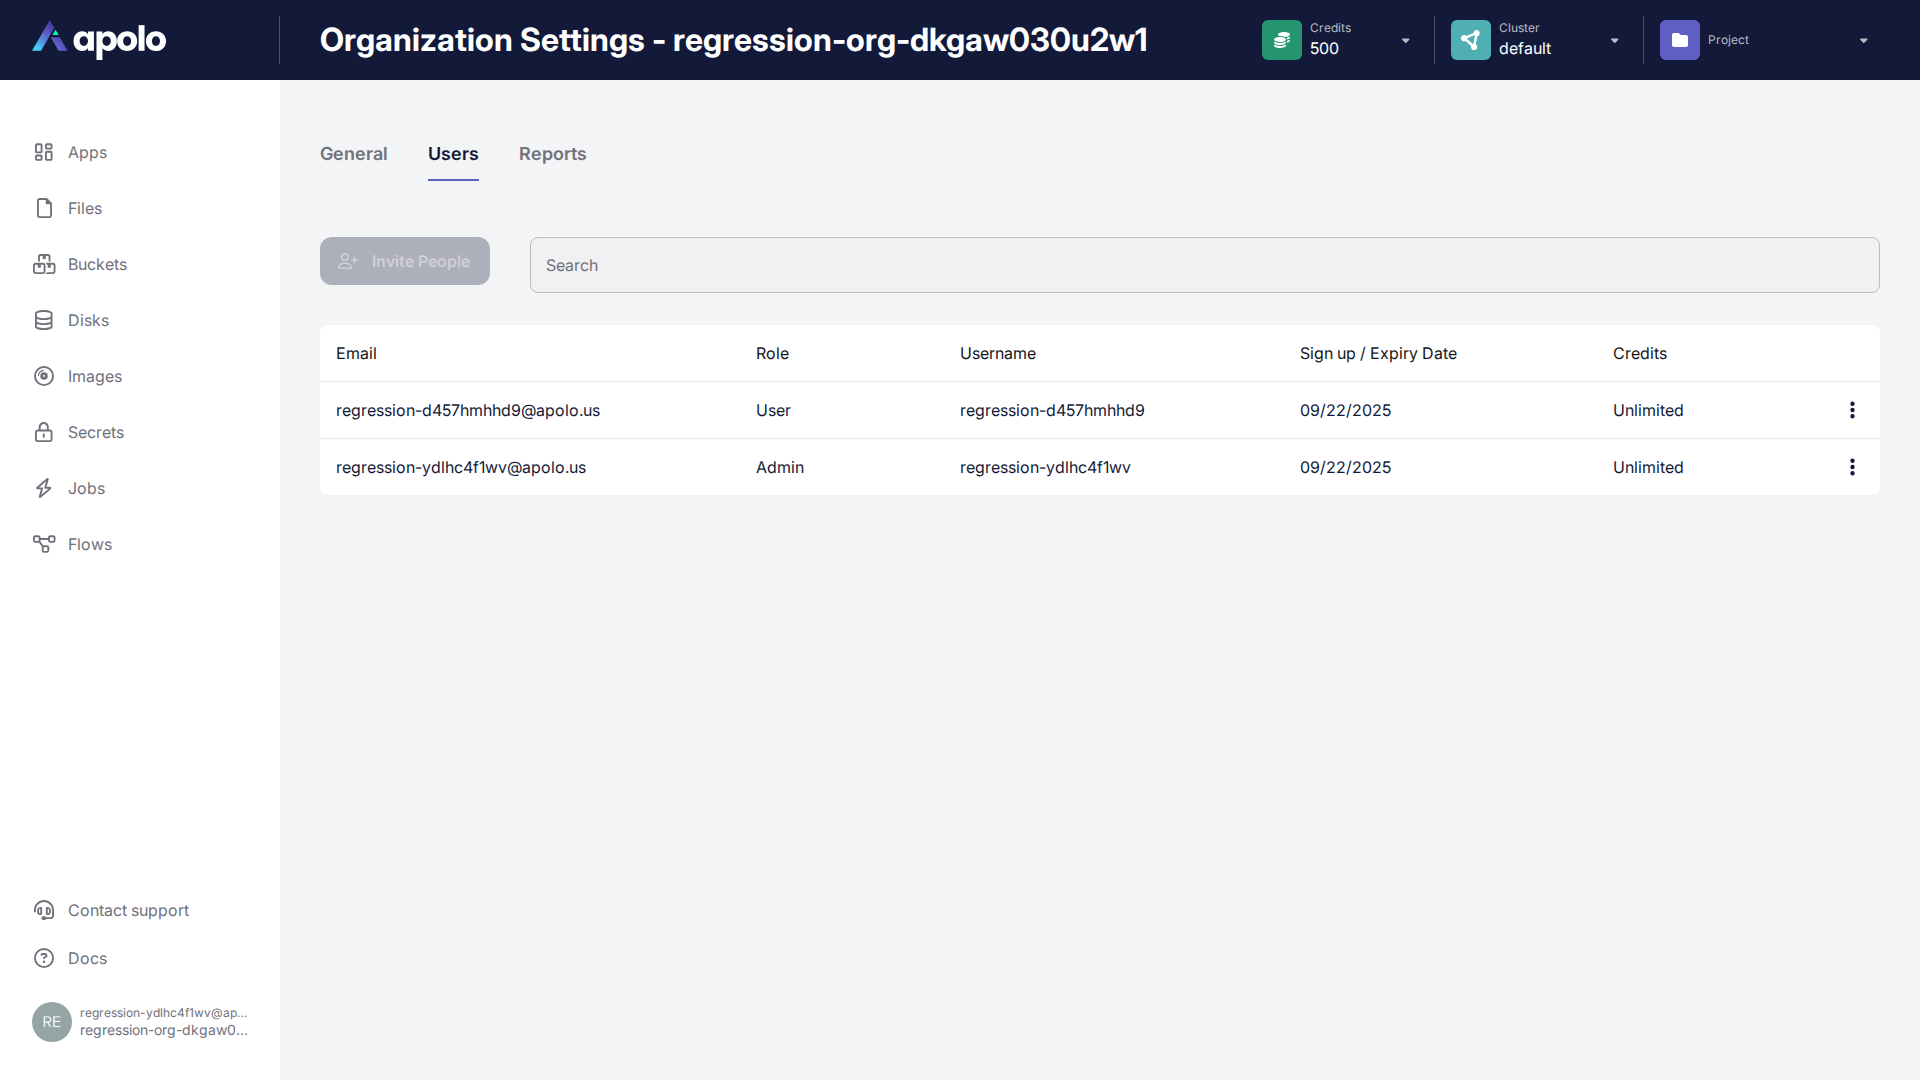 apolo
Organization Settings - regression-org-dkgaw030u2w1
Credits
500
Cluster
default
Project
Apps
Files
Buckets
Disks
Images
Secrets
Jobs
Flows
General Users Reports
Invite People
Search
Email Role Username Sign up / Expiry Date Credits
regression-d457hmhhd9@apolo.us User regression-d457hmhhd9 09/22/2025 Unlimited
regression-ydlhc4f1wv@apolo.us Admin regression-ydlhc4f1wv 09/22/2025 Unlimited
Contact support
Docs
RE
regression-ydlhc4f1wv@ap...
regression-org-dkgaw0...